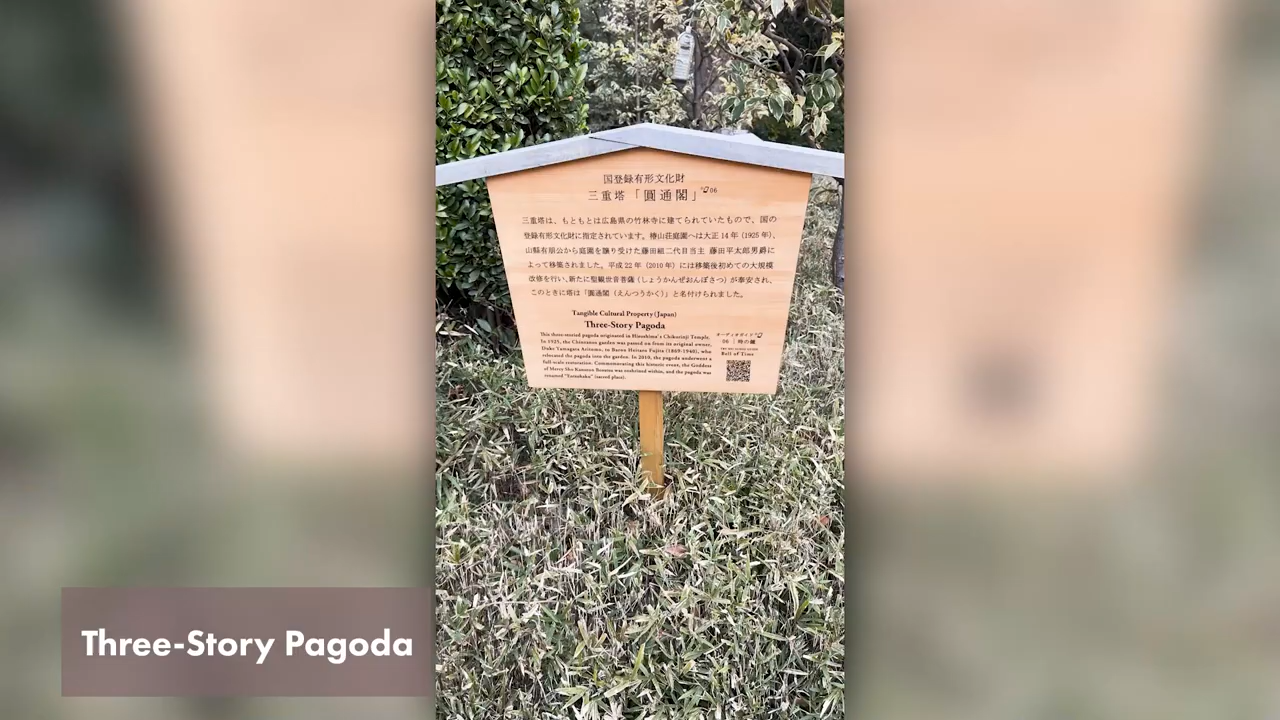 国登録有形文化財
三重塔「圓通閣」06
三重塔は、もともとは広島県の竹林寺に建てられていたもので、国の
登録有形文化財に指定されています。椿山荘庭園へは大正14年(1925年)、
山縣有朋公から庭園を譲り受けた藤田組二代目当主 藤田平太郎男爵に
よって移築されました。平成22年(2010年)には移築後初めての大規模
改修を行い、新たに聖観世音菩薩(しょうかんぜおんぼさつ)が奉安され、
このときに塔は「圓通閣(えんつうかく)」と名付けられました。
Tangible Cultural Property (Japan)
Three-Story Pagoda
This three-storied pagoda originated in Hiroshima's Chikurinji Temple.
In 1925, the Chinzanso garden was passed on from its original owner,
Duke Yamagata Aritomo, to Baron Heitaro Fujita (1869-1940), who
relocated the pagoda into the garden. In 2010, the pagoda underwent a
full-scale restoration. Commemorating this historic event, the Goddess
of Mercy Sho Kannon Bosatsu was enshrined within, and the pagoda was
renamed "Entsukaku" (sacred place).
オーディオガイド
06 | 時の鐘
Bell of Time
Three-Story Pagoda